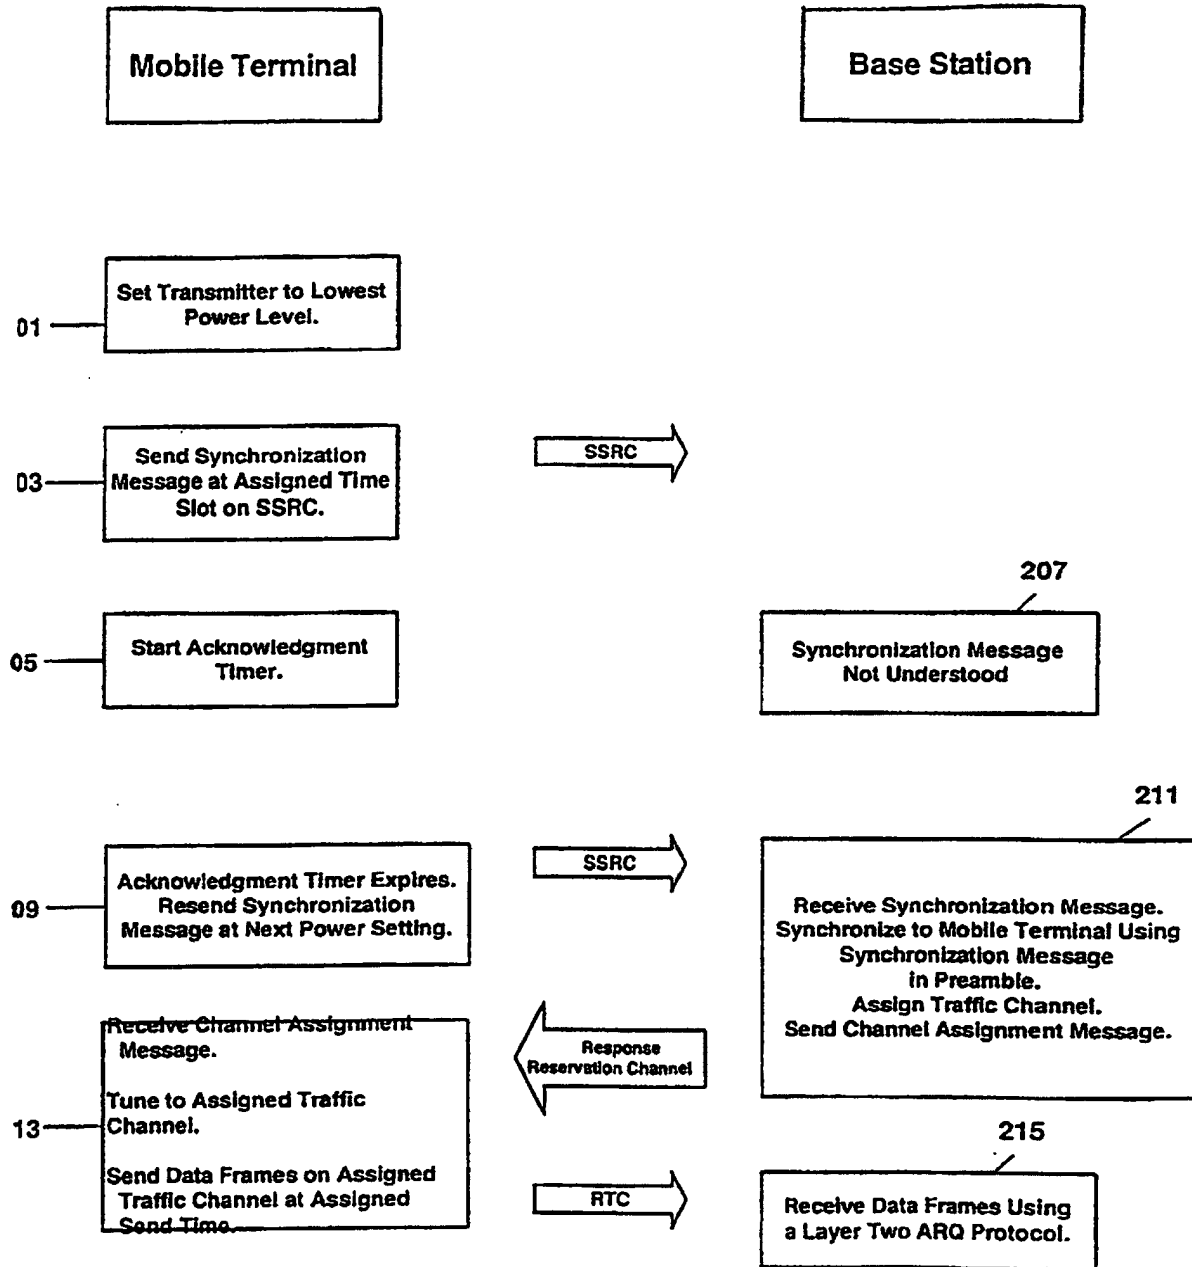 Mobile Terminal
Base Station
Set Transmitter to Lowest
Power Level.
01
Send Synchronization
Message at Assigned Time
Slot on SSRC.
03
SSRC
207
Start Acknowledgment
Timer.
05
Synchronization Message
Not Understood
211
Acknowledgment Timer Expires.
Resend Synchronization
Message at Next Power Setting.
09
SSRC
Receive Synchronization Message.
Synchronize to Mobile Terminal Using
Synchronization Message
in Preamble.
Assign Traffic Channel.
Send Channel Assignment Message.
Response
Reservation Channel
Receive Channel Assignment
Message.
Tune to Assigned Traffic
Channel.
13
Send Data Frames on Assigned
Traffic Channel at Assigned
Send Time.
RTC
215
Receive Data Frames Using
a Layer Two ARQ Protocol.